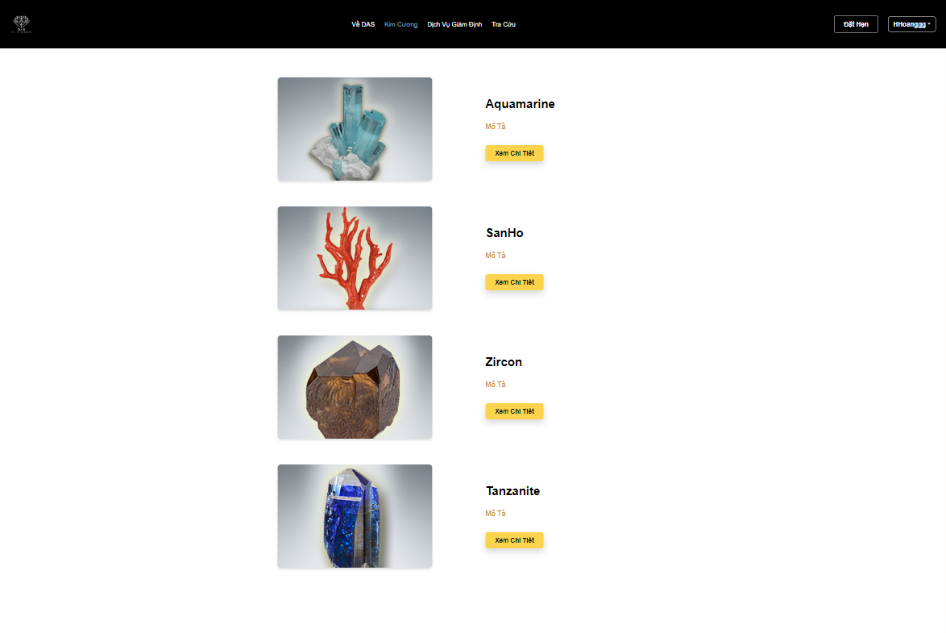 Về DAS Kim Cương Dịch Vụ Giám Định Tra Cứu Đặt Hẹn HHoanggg
Aquamarine
Mô Tả
Xem Chi Tiết
SanHo
Mô Tả
Xem Chi Tiết
Zircon
Mô Tả
Xem Chi Tiết
Tanzanite
Mô Tả
Xem Chi Tiết